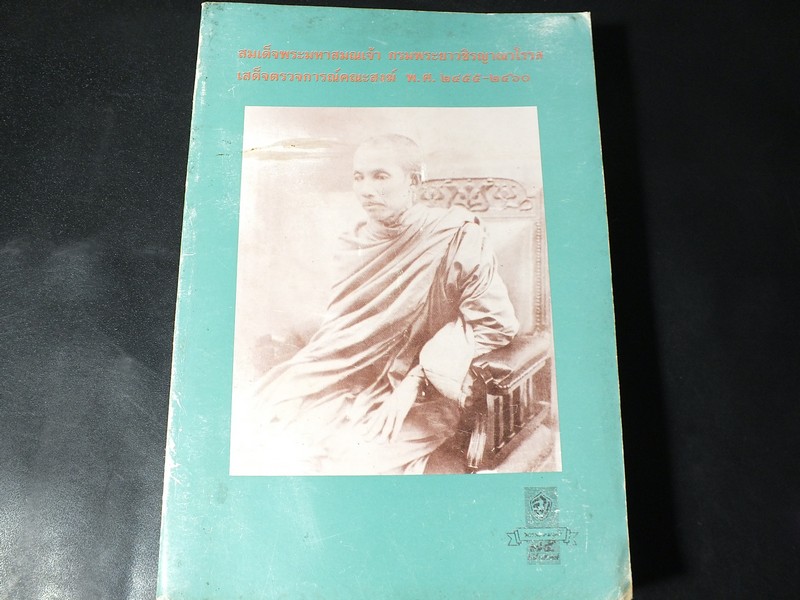 สมเด็จพระมหาสมณเจ้า กรมพระยาวชิรญาณวโรรส
เสด็จตรวจการณ์คณะสงฆ์ พ.ศ. ๒๔๕๕-๒๔๖๐